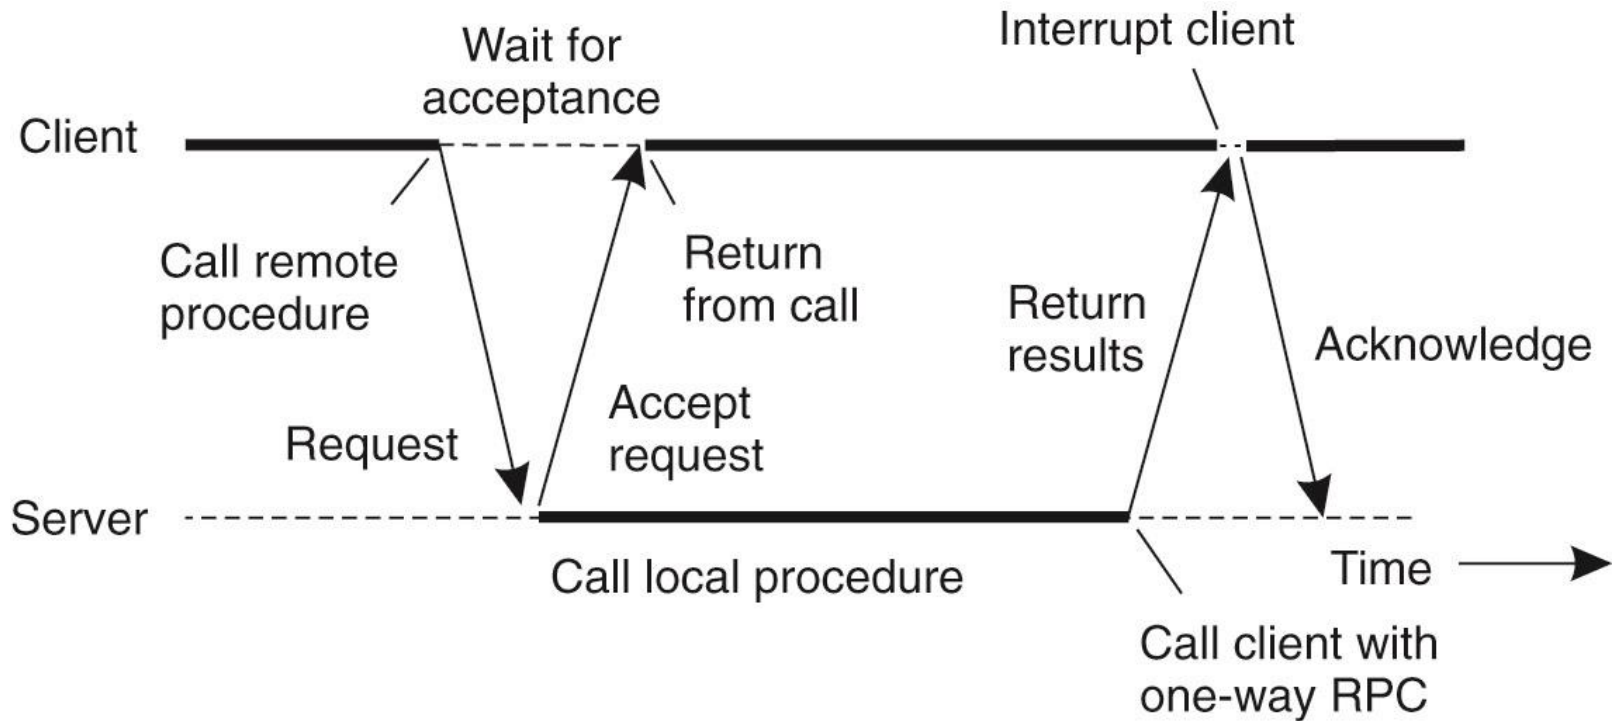 Interrupt client
Wait for
acceptance
Client
Call remote
procedure
Return
from call
Return
results
Acknowledge
Accept
request
Request
Server
Call local procedure
Time
Call client with
one-way RPC